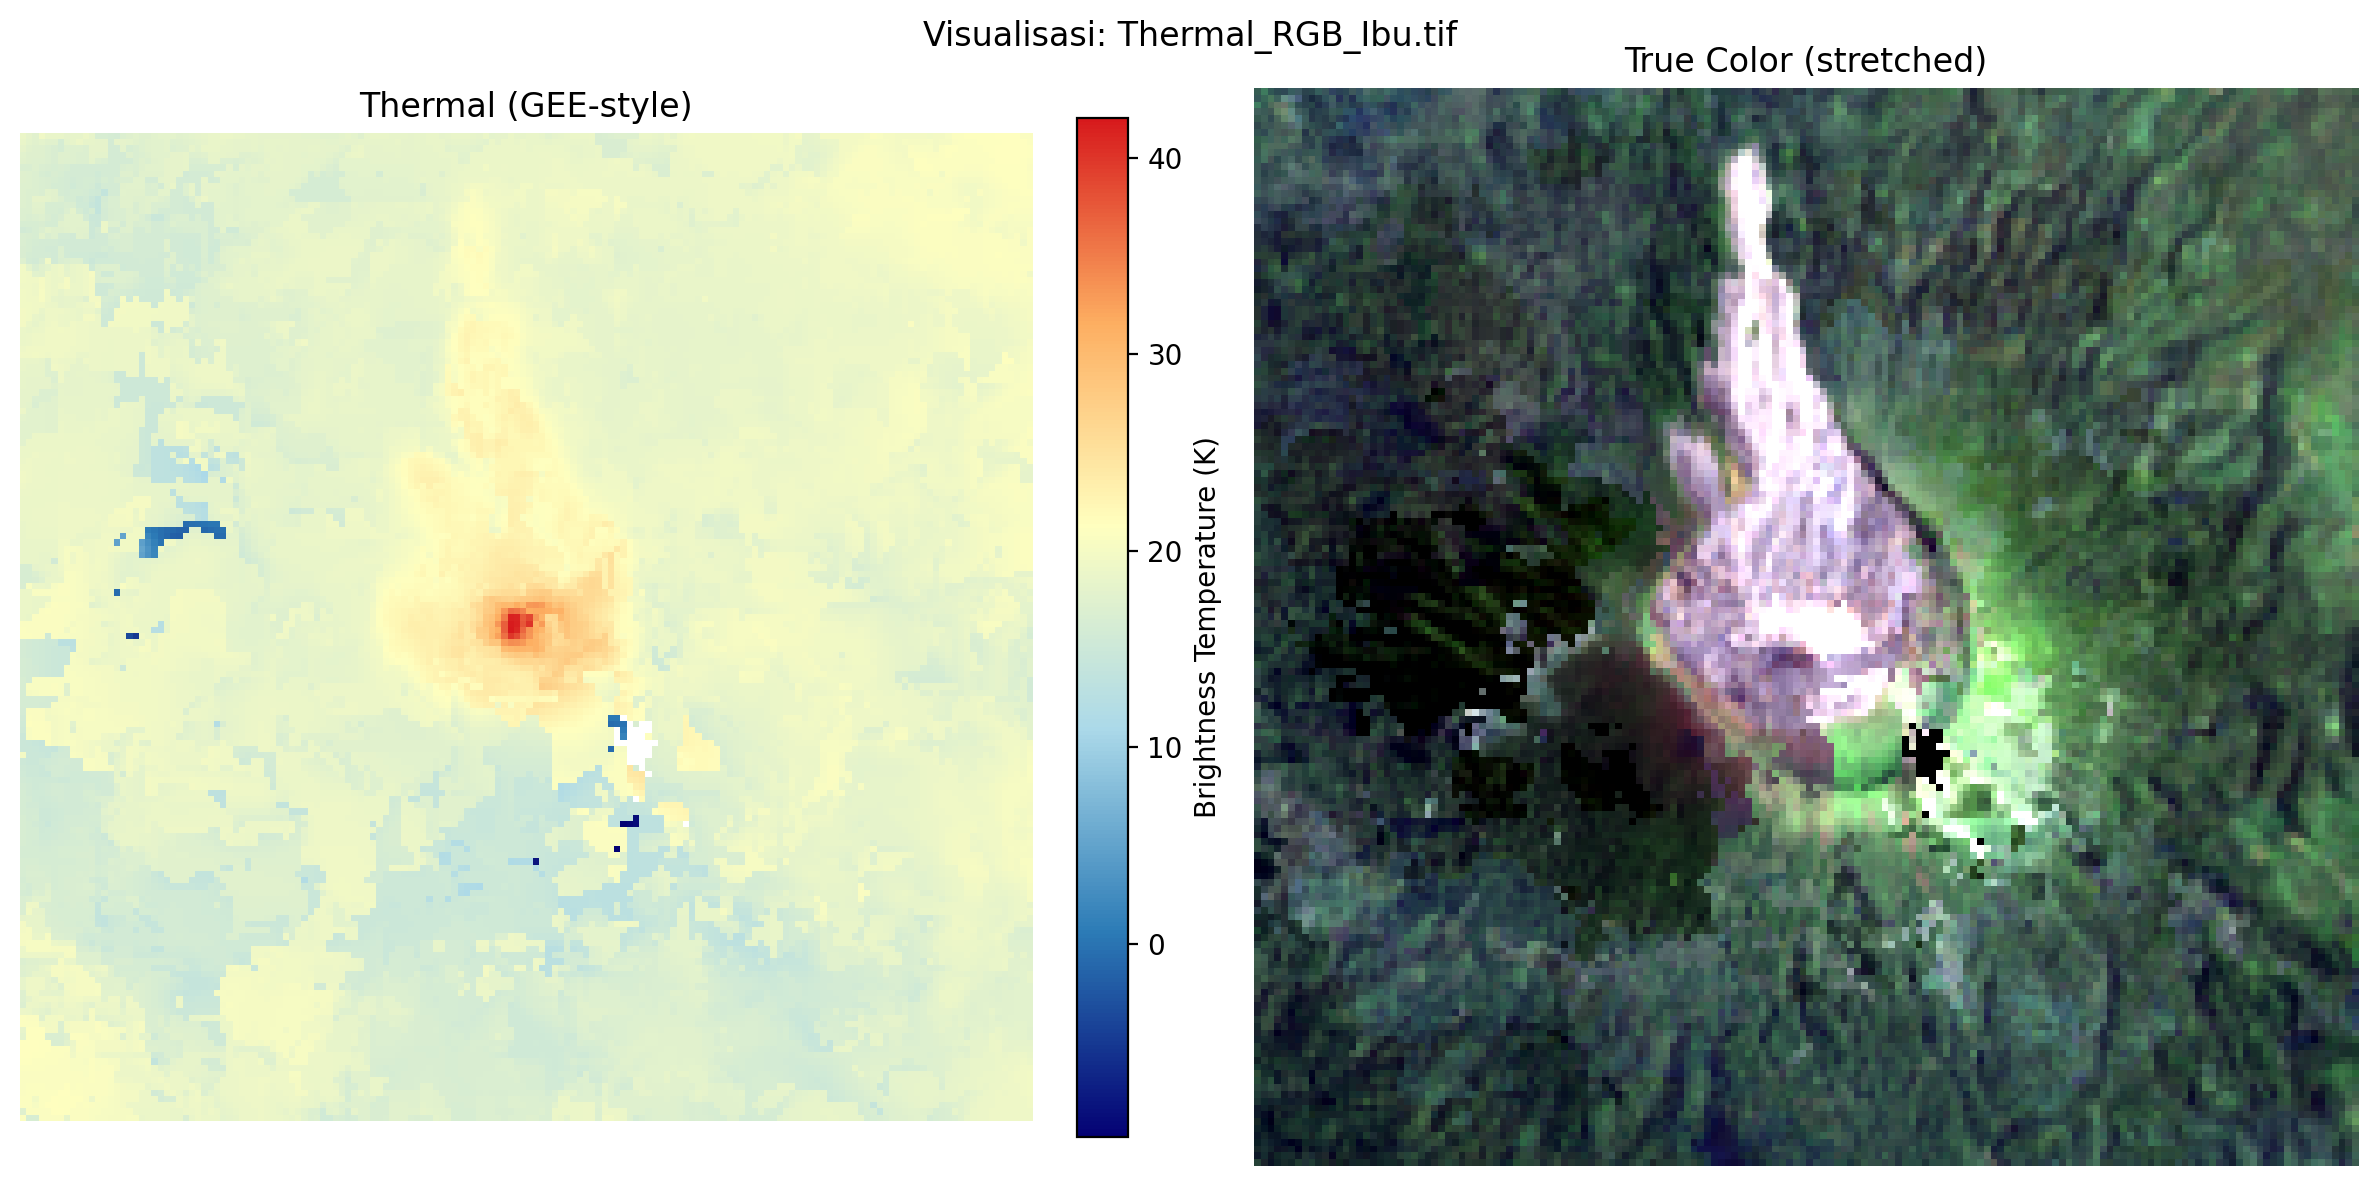 Visualisasi: Thermal_RGB_Ibu.tif
Thermal (GEE-style)
40
30
20
10
0
Brightness Temperature (K)
True Color (stretched)